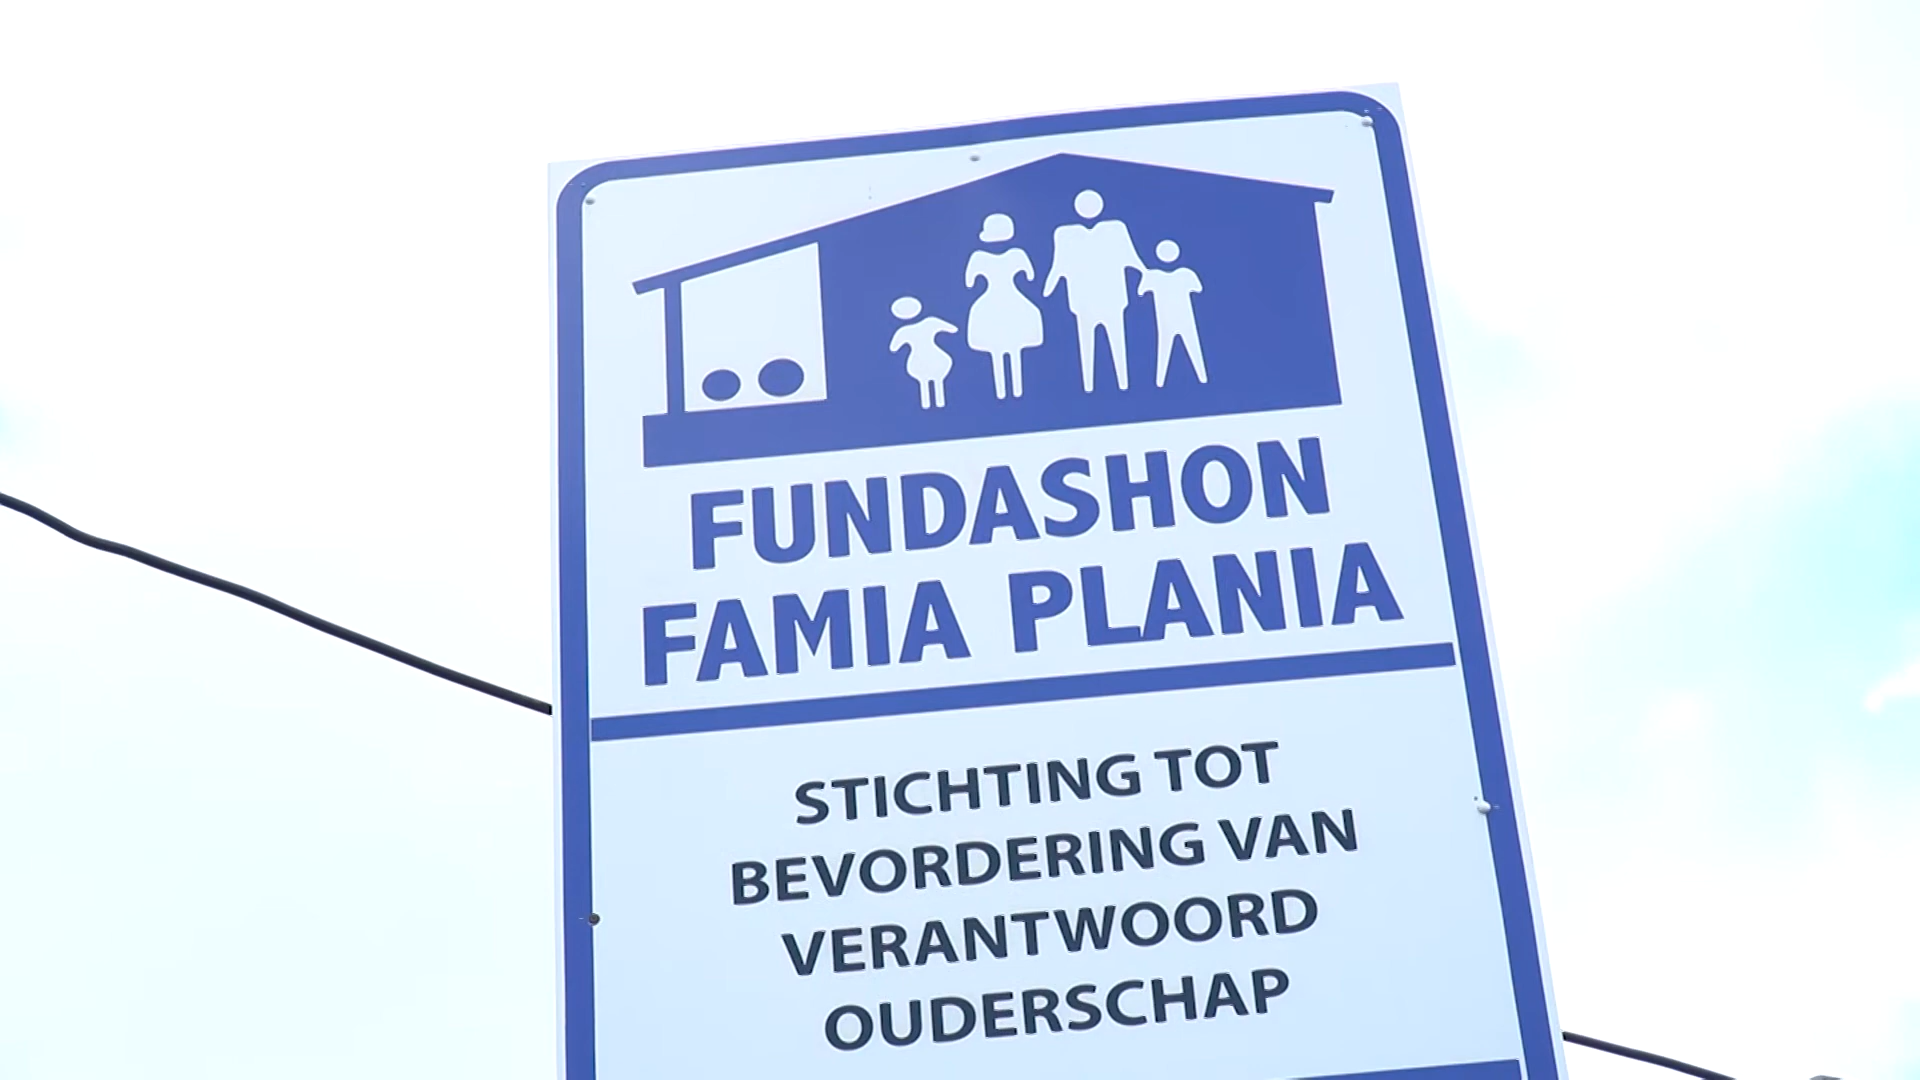 FUNDASHON
FAMIA PLANIA
STICHTING TOT
BEVORDERING VAN
VERANTWOORD
OUDERSCHAP